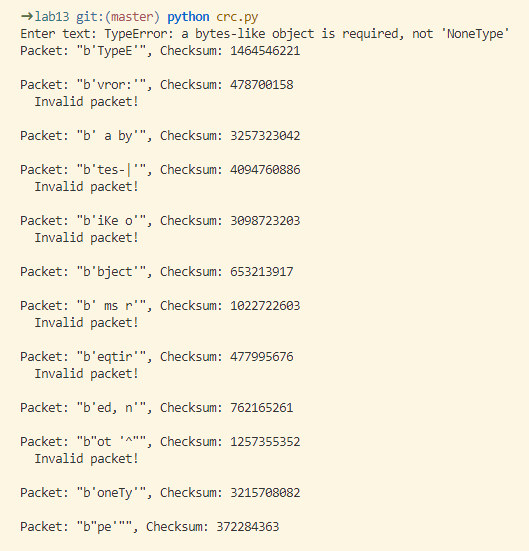 ➜lab13 git:(master) python crc.py
Enter text: TypeError: a bytes-like object is required, not 'NoneType'
Packet: "b'TypeE'", Checksum: 1464546221
Packet: "b'vror:'", Checksum: 478700158
Invalid packet!
Packet: "b' a by'", Checksum: 3257323042
Packet: "b'tes-|'", Checksum: 4094760886
Invalid packet!
Packet: "b'iKe o'", Checksum: 3098723203
Invalid packet!
Packet: "b'bject'", Checksum: 653213917
Packet: "b' ms r'", Checksum: 1022722603
Invalid packet!
Packet: "b'eqtir'", Checksum: 477995676
Invalid packet!
Packet: "b'ed, n'", Checksum: 762165261
Packet: "b"ot '^"", Checksum: 1257355352
Invalid packet!
Packet: "b'oneTy'", Checksum: 3215708082
Packet: "b"pe'"", Checksum: 372284363